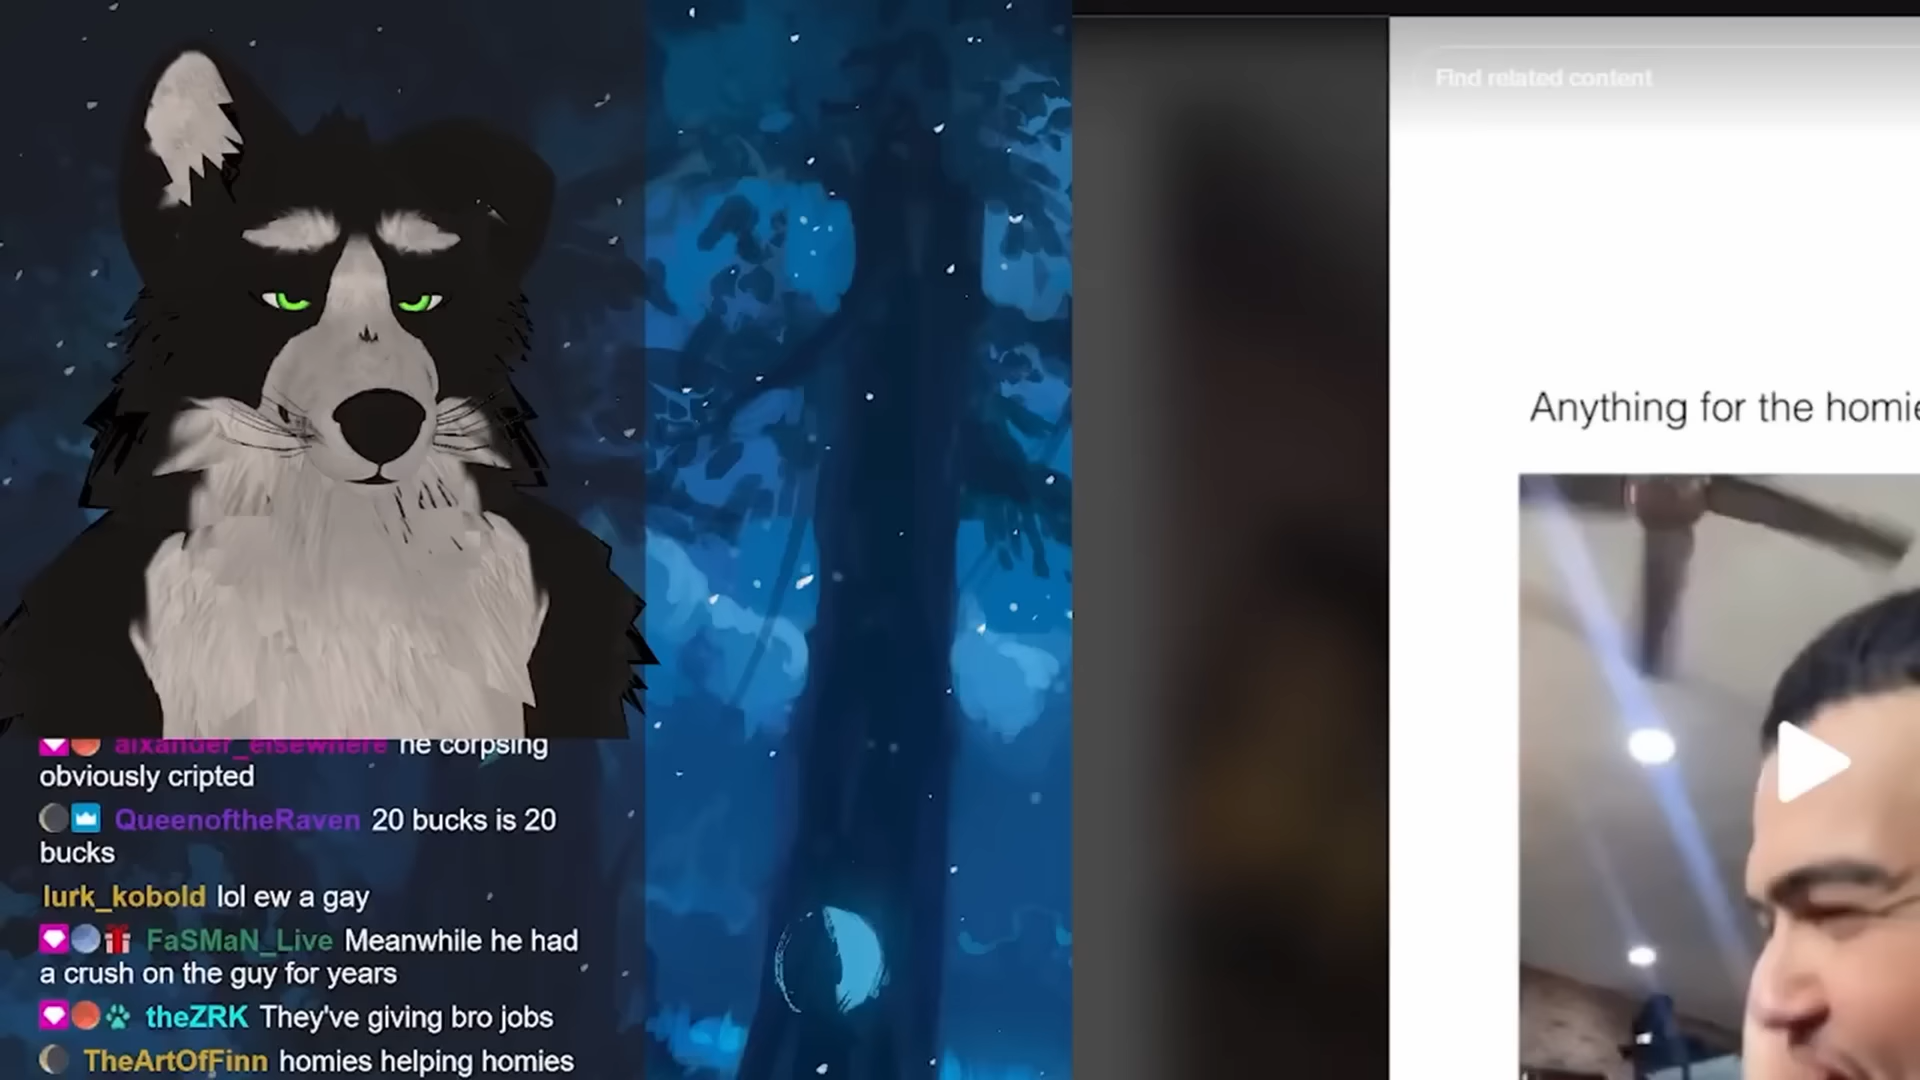 Find related content
Anything for the homie
alxander_elsewhere he corpsing
obviously cripted
QueenoftheRaven 20 bucks is 20
bucks
lurk_kobold lol ew a gay
FaSMaN_Live Meanwhile he had
a crush on the guy for years
theZRK They've giving bro jobs
TheArtOfFinn homies helping homies